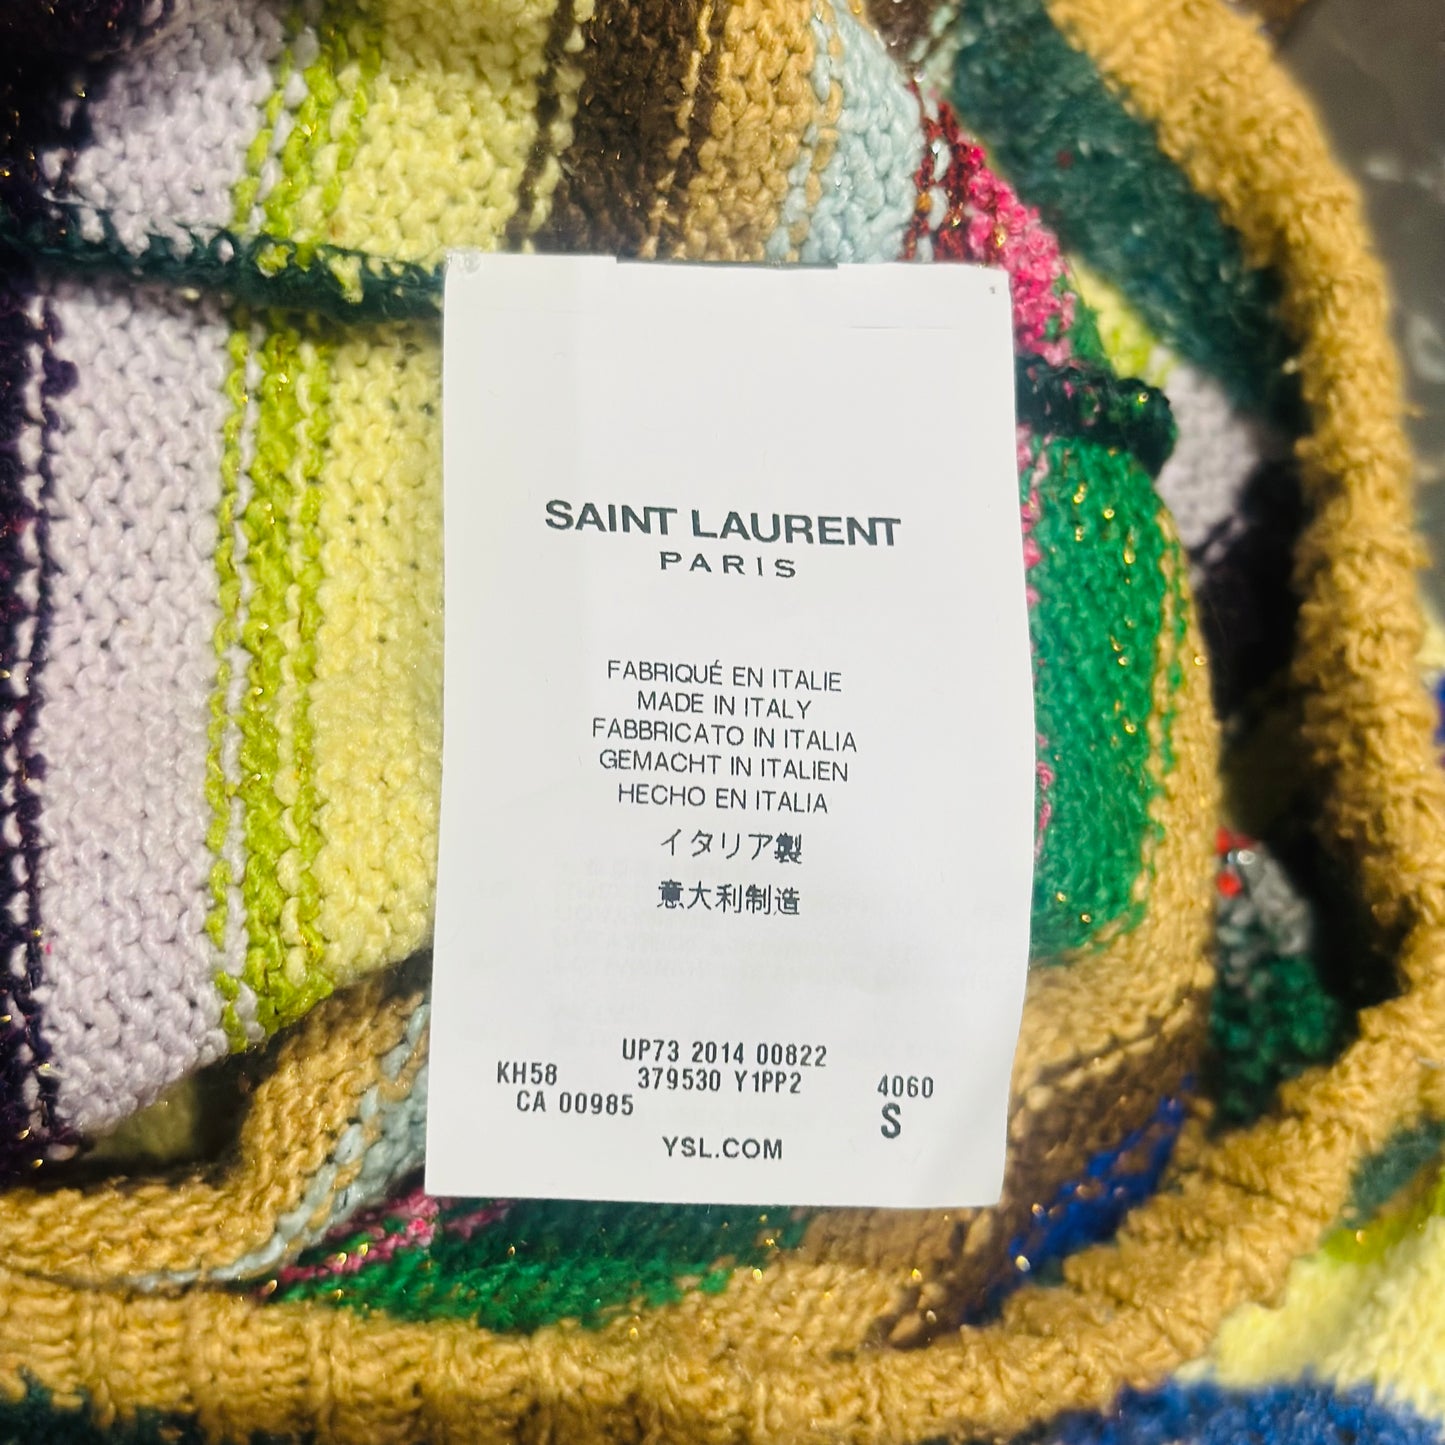 SAINT LAURENT
PARIS
FABRIQUÉ EN ITALIE
MADE IN ITALY
FABBRICATO IN ITALIA
GEMACHT IN ITALIEN
HECHO EN ITALIA
イタリア製
意大利制造
UP73 2014 00822
KH58 379530 Y1PP2 4060
CA 00985 S
YSL.COM